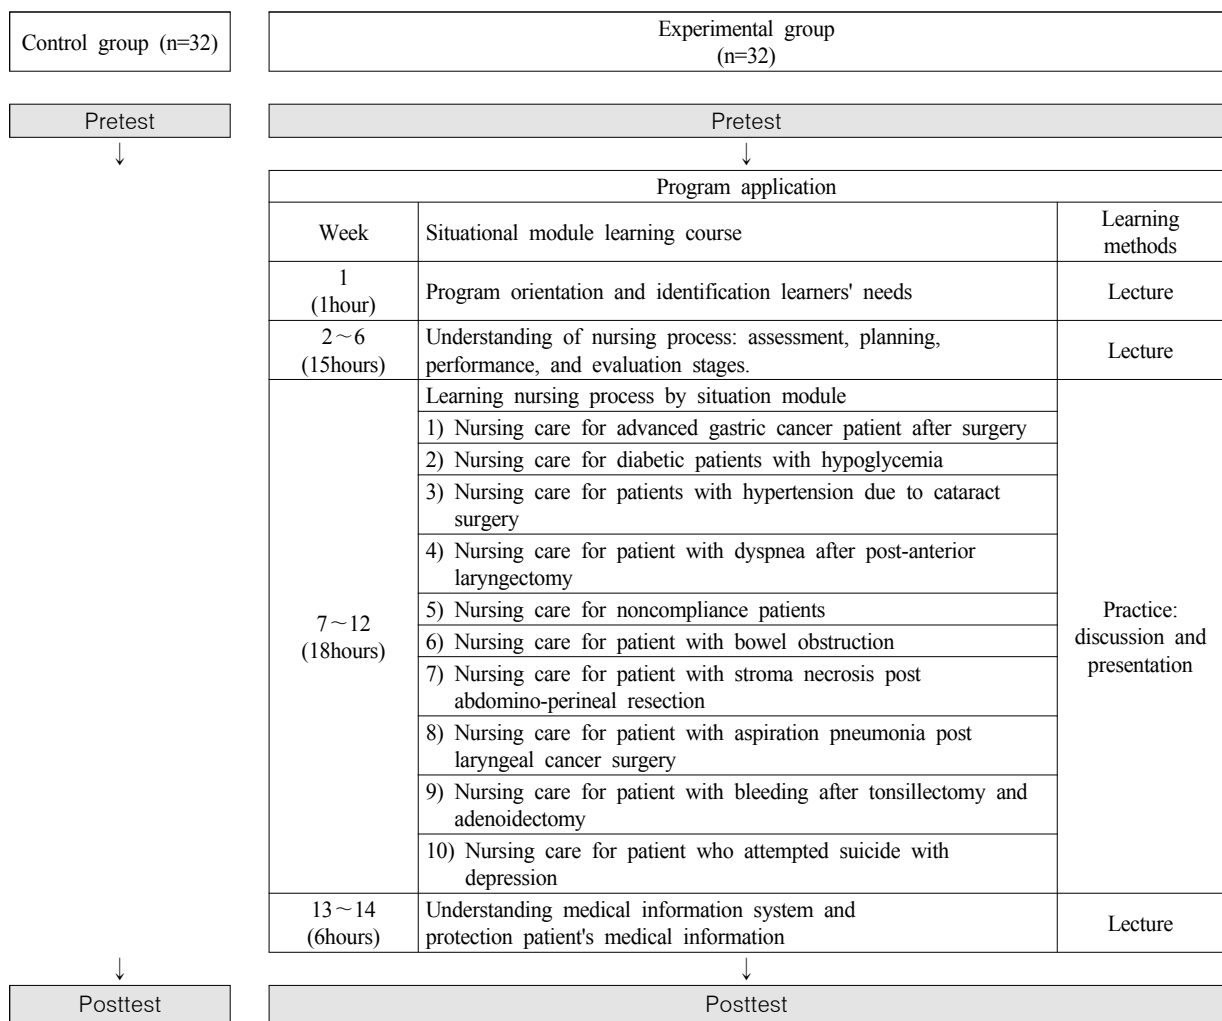 Control group (n=32)
Experimental group
(n=32)
Pretest
Pretest
↓
↓
Program application
Week
Situational module learning course
Learning
methods
1
(1hour)
Program orientation and identification learners' needs
Lecture
2~6
(15hours)
Understanding of nursing process: assessment, planning,
performance, and evaluation stages.
Lecture
7~12
(18hours)
Learning nursing process by situation module
1) Nursing care for advanced gastric cancer patient after surgery
2) Nursing care for diabetic patients with hypoglycemia
3) Nursing care for patients with hypertension due to cataract
surgery
4) Nursing care for patient with dyspnea after post-anterior
laryngectomy
5) Nursing care for noncompliance patients
6) Nursing care for patient with bowel obstruction
7) Nursing care for patient with stroma necrosis post
abdomino-perineal resection
8) Nursing care for patient with aspiration pneumonia post
laryngeal cancer surgery
9) Nursing care for patient with bleeding after tonsillectomy and
adenoidectomy
10) Nursing care for patient who attempted suicide with
depression
Practice:
discussion and
presentation
13~14
(6hours)
Understanding medical information system and
protection patient's medical information
Lecture
↓
↓
Posttest
Posttest